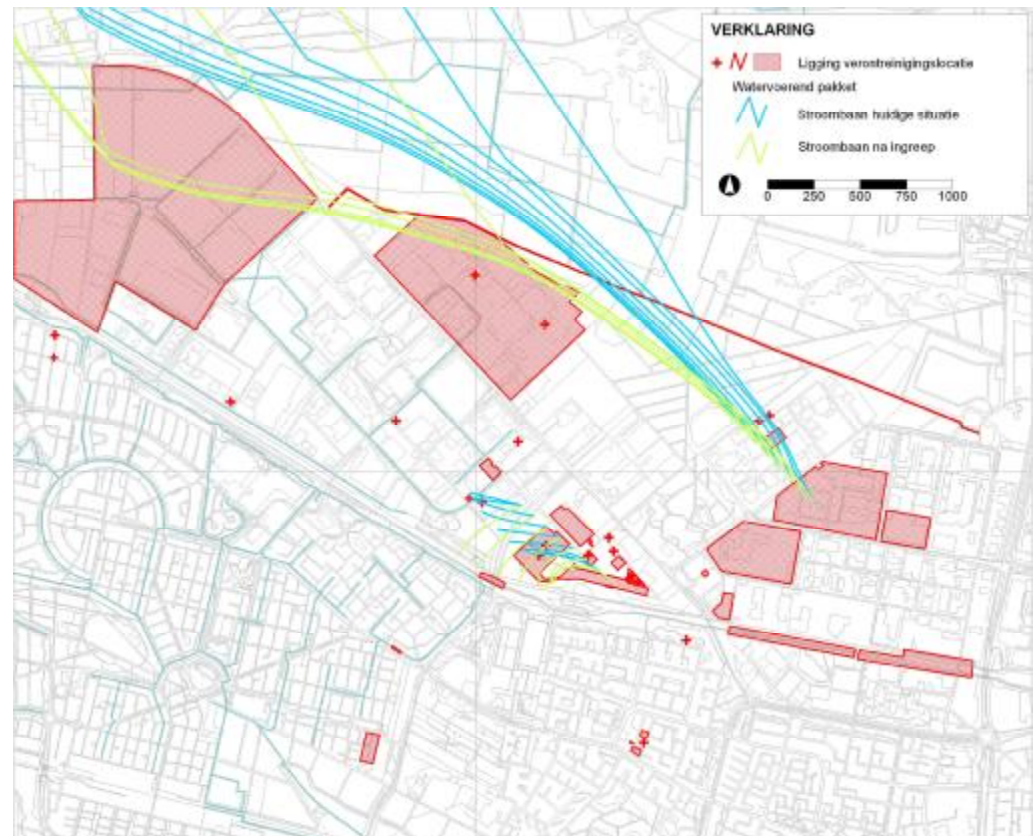 VERKLARING
Ligging verontreinigingslocatie
Watervoerend pakket
Stroombaan huidige situatie
Stroombaan na ingreep
0 250 500 750 1000